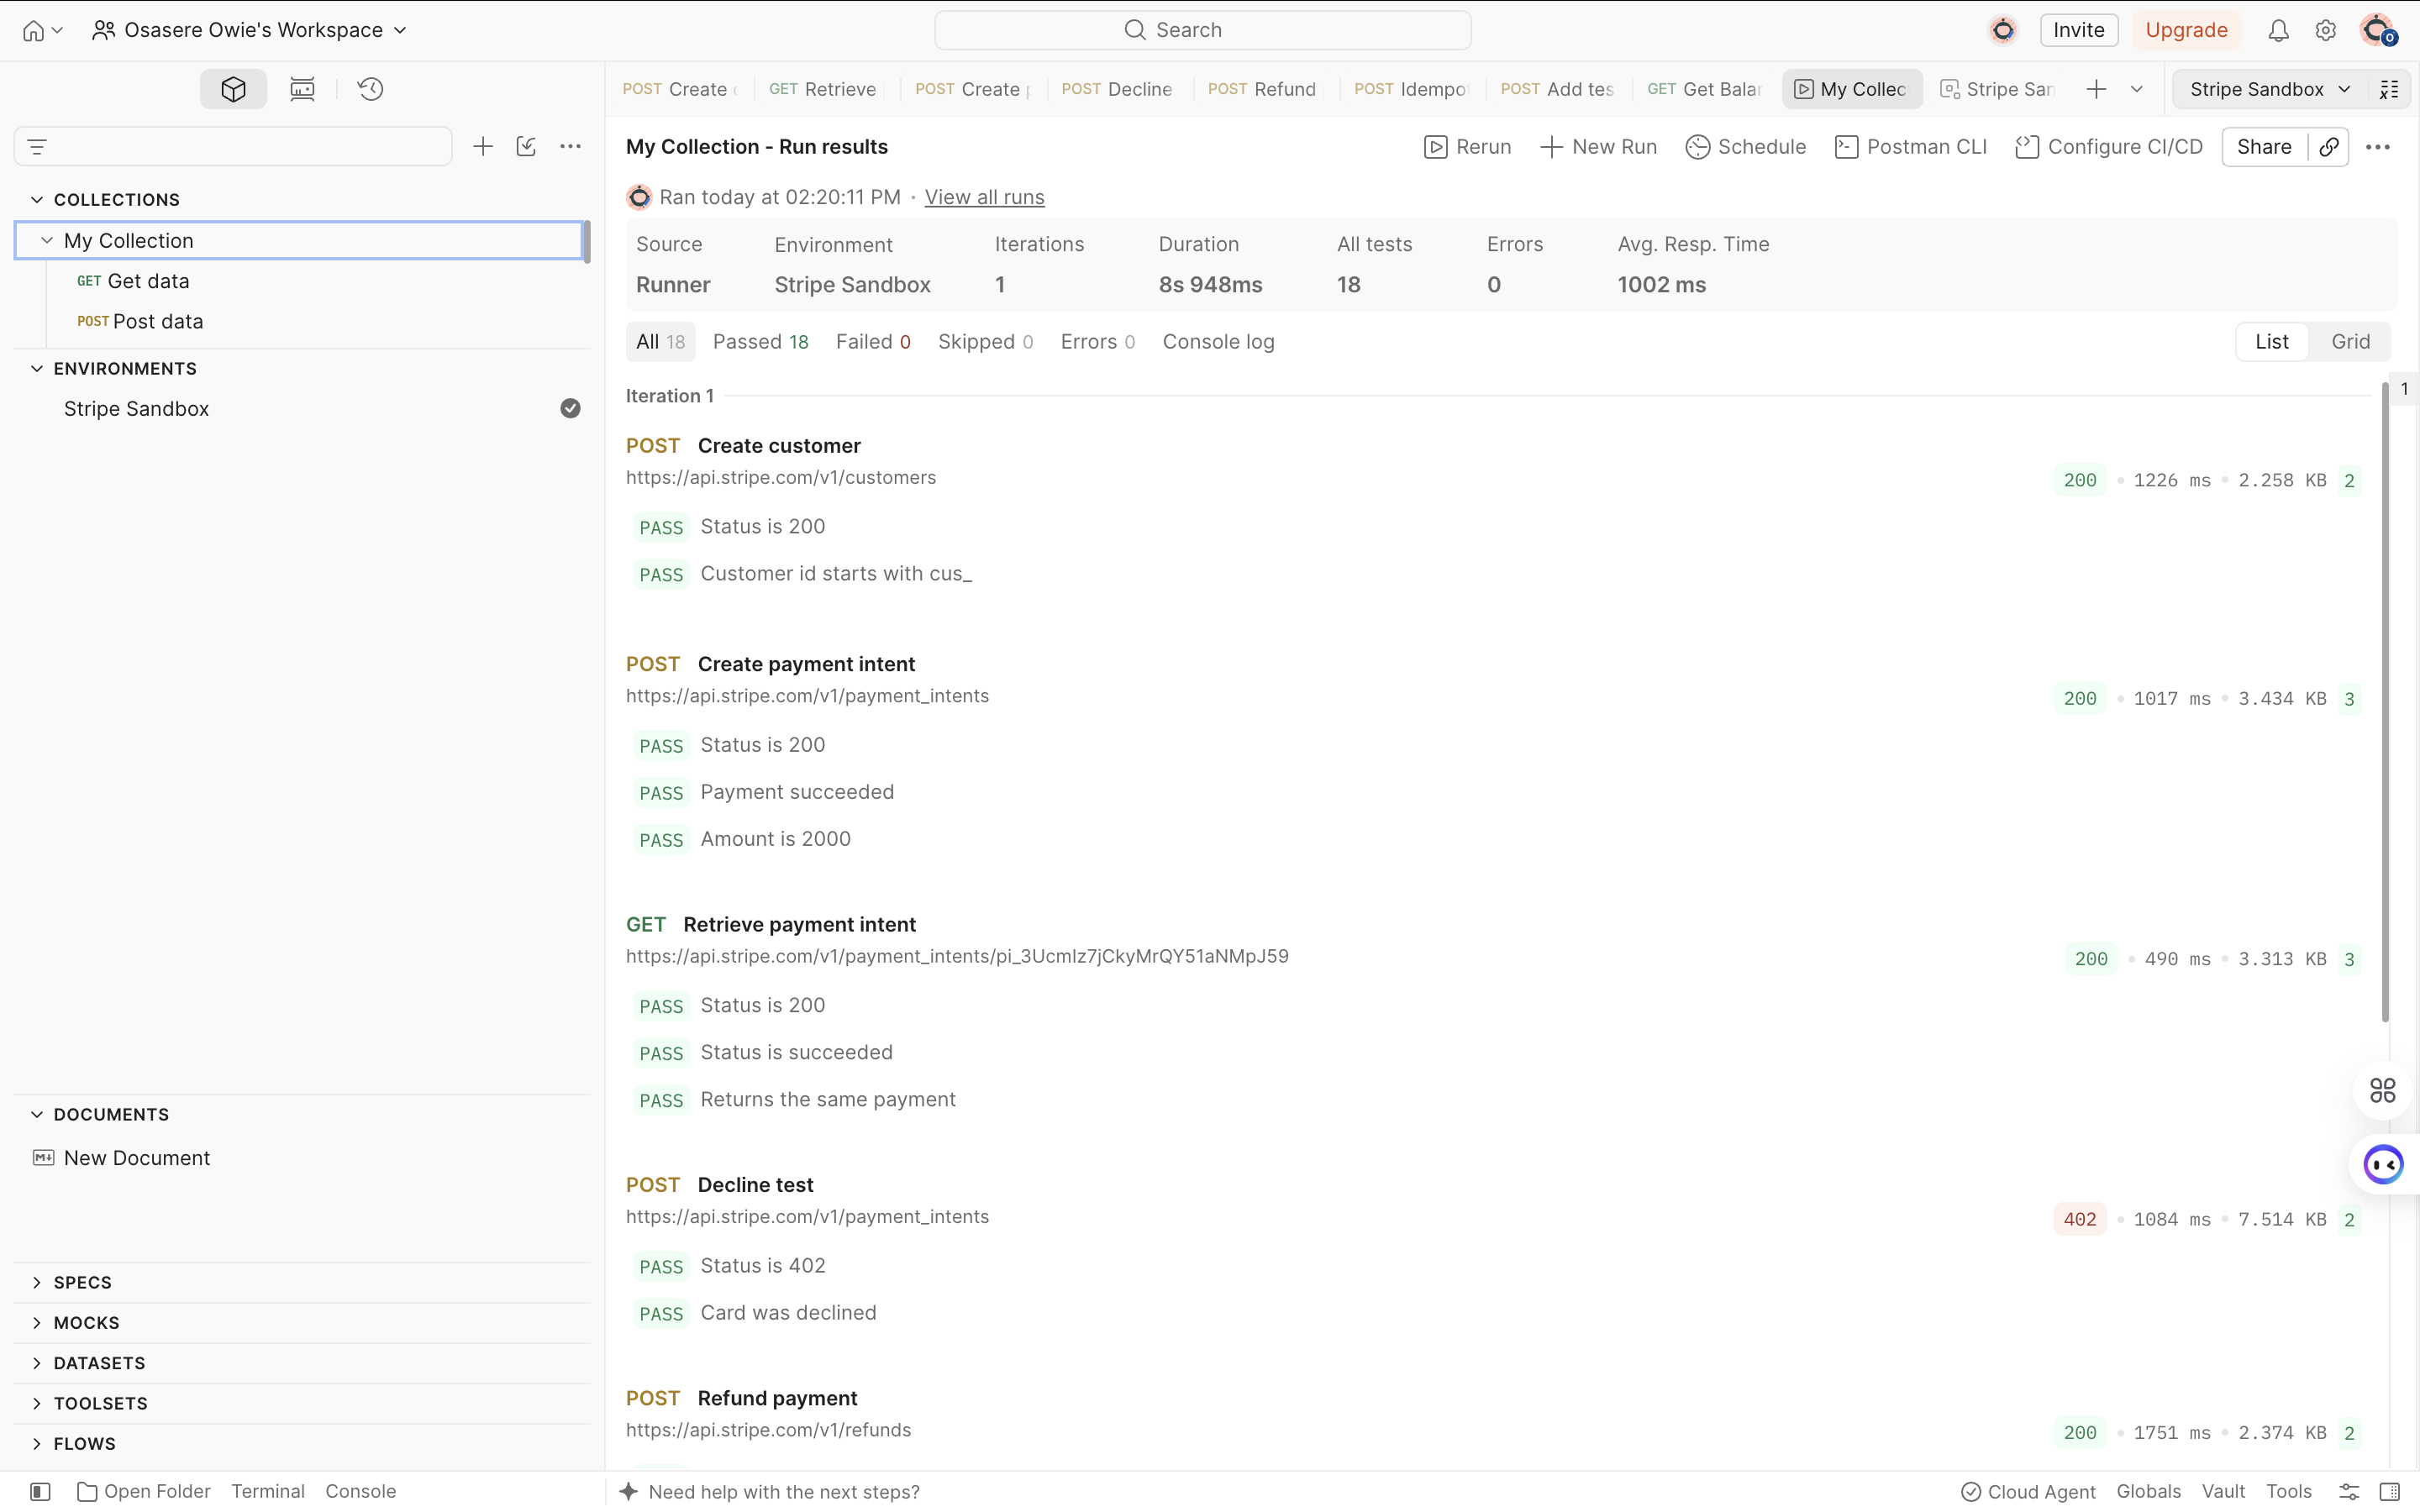 Osasere Owie's Workspace
Search
Invite
Upgrade
POST Create
GET Retrieve
POST Create
POST Decline
POST Refund
POST Idempo
POST Add tes
GET Get Balar
My Collec
Stripe San
Stripe Sandbox
COLLECTIONS
My Collection
GET Get data
POST Post data
ENVIRONMENTS
Stripe Sandbox
DOCUMENTS
New Document
SPECS
MOCKS
DATASETS
TOOLSETS
FLOWS
My Collection - Run results
Rerun
New Run
Schedule
Postman CLI
Configure CI/CD
Share
Ran today at 02:20:11 PM · View all runs
Source Environment Iterations Duration All tests Errors Avg. Resp. Time
Runner Stripe Sandbox 1 8s 948ms 18 0 1002 ms
All 18 Passed 18 Failed 0 Skipped 0 Errors 0 Console log
List Grid
Iteration 1
1
POST Create customer
https://api.stripe.com/v1/customers
200 • 1226 ms • 2.258 KB 2
PASS Status is 200
PASS Customer id starts with cus_
POST Create payment intent
https://api.stripe.com/v1/payment_intents
200 • 1017 ms • 3.434 KB 3
PASS Status is 200
PASS Payment succeeded
PASS Amount is 2000
GET Retrieve payment intent
https://api.stripe.com/v1/payment_intents/pi_3UcmIz7jCkyMrQY51aNMpJ59
200 • 490 ms • 3.313 KB 3
PASS Status is 200
PASS Status is succeeded
PASS Returns the same payment
POST Decline test
https://api.stripe.com/v1/payment_intents
402 • 1084 ms • 7.514 KB 2
PASS Status is 402
PASS Card was declined
POST Refund payment
https://api.stripe.com/v1/refunds
200 • 1751 ms • 2.374 KB 2
Open Folder
Terminal
Console
Need help with the next steps?
Cloud Agent
Globals
Vault
Tools